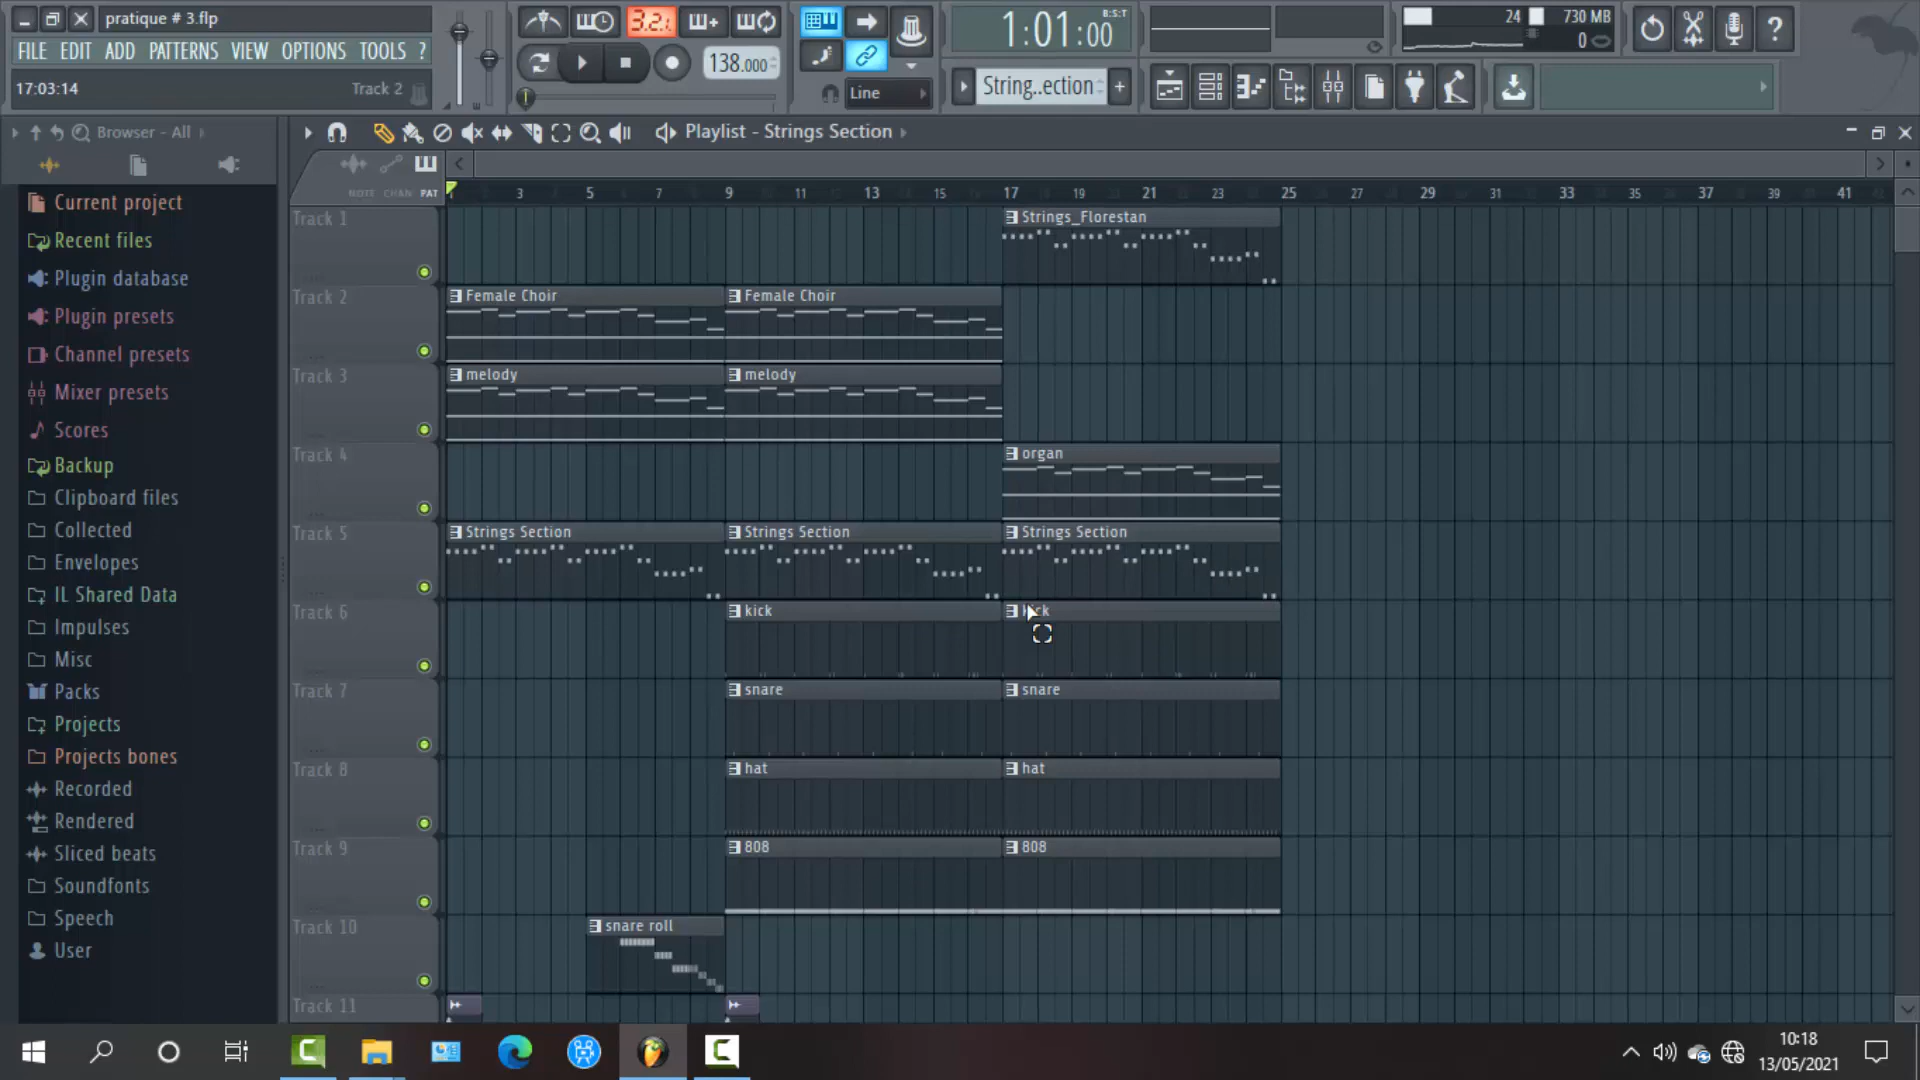 pratique # 3.flp
FILE EDIT ADD PATTERNS VIEW OPTIONS TOOLS ?
17:03:14 Track 2
3.2.
138.000
Line
1:01:00
B:S:T
String..ection
24
730 MB
0
Browser - All
Playlist - Strings Section
NOTE CHAN PAT
3 5 7 9 11 13 15 17 19 21 23 25 27 29 31 33 35 37 39 41
Current project
Recent files
Plugin database
Plugin presets
Channel presets
Mixer presets
Scores
Backup
Clipboard files
Collected
Envelopes
IL Shared Data
Impulses
Misc
Packs
Projects
Projects bones
Recorded
Rendered
Sliced beats
Soundfonts
Speech
User
Track 1 Strings_Florestan
Track 2 Female Choir Female Choir
Track 3 melody melody
Track 4 organ
Track 5 Strings Section Strings Section Strings Section
Track 6 kick kick
Track 7 snare snare
Track 8 hat hat
Track 9 808 808
Track 10 snare roll
Track 11
10:18
13/05/2021